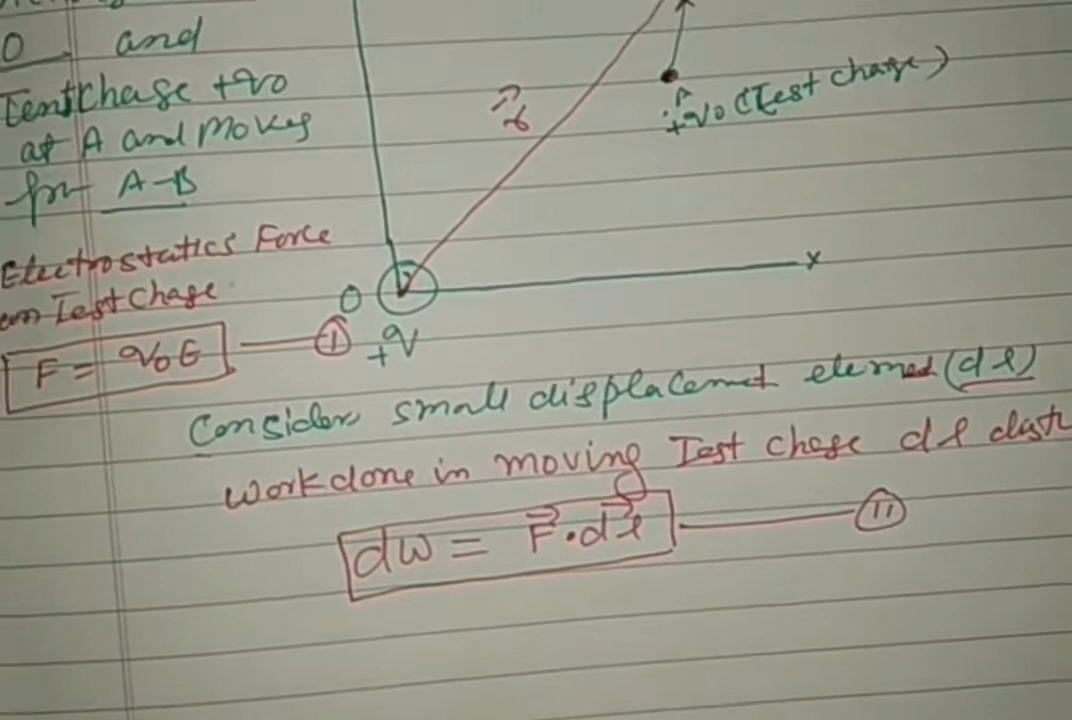 O and
Test Charge +q0
at A and Moves
for A-B
A
+q0 (Test charge)
Electrostatics Force
on Test Charge
x
O
+q
F = q0E
I
Consider small displacement element (dl)
Workdone in moving Test charge dl
dw = F⃗.dl⃗
II